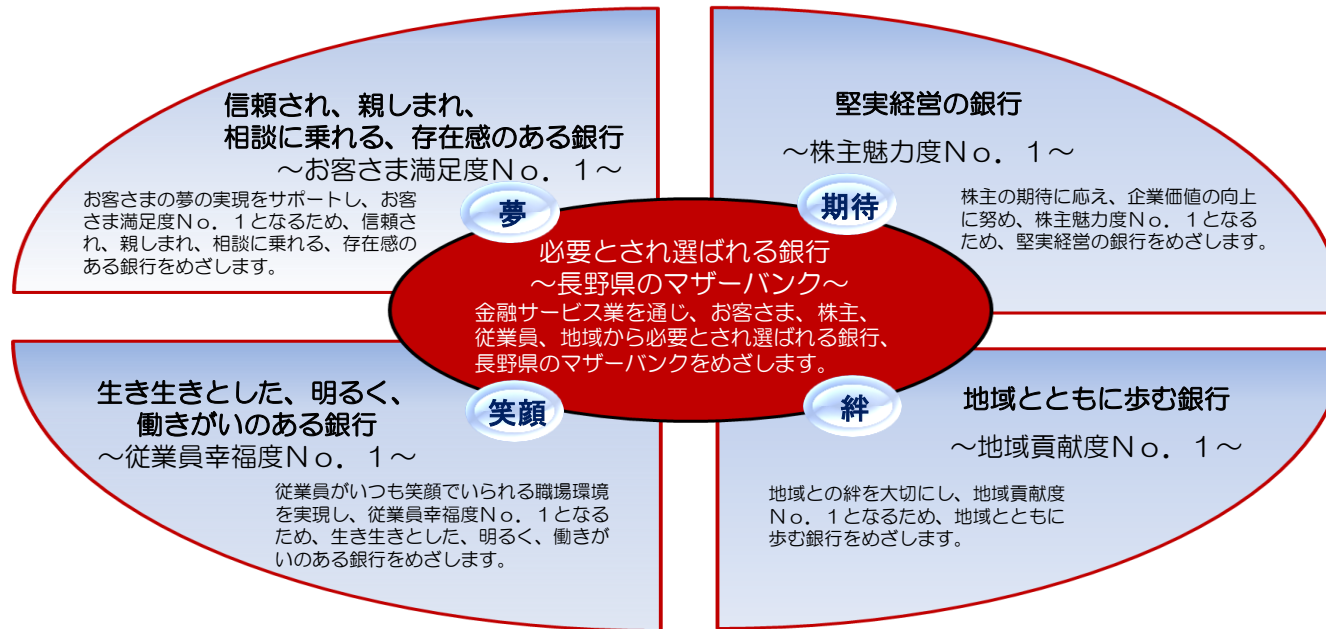 信頼され、親しまれ、
相談に乗れる、存在感のある銀行
～お客さま満足度Ｎｏ．１～
お客さまの夢の実現をサポートし、お客
さま満足度Ｎｏ．１となるため、信頼さ
れ、親しまれ、相談に乗れる、存在感の
ある銀行をめざします。
夢
堅実経営の銀行
～株主魅力度Ｎｏ．１～
株主の期待に応え、企業価値の向上
に努め、株主魅力度Ｎｏ．１となる
ため、堅実経営の銀行をめざします。
期待
必要とされ選ばれる銀行
～長野県のマザーバンク～
金融サービス業を通じ、お客さま、株主、
従業員、地域から必要とされ選ばれる銀行、
長野県のマザーバンクをめざします。
生き生きとした、明るく、
働きがいのある銀行
～従業員幸福度Ｎｏ．１～
従業員がいつも笑顔でいられる職場環境
を実現し、従業員幸福度Ｎｏ．１となる
ため、生き生きとした、明るく、働きが
いのある銀行をめざします。
笑顔
絆
地域とともに歩む銀行
～地域貢献度Ｎｏ．１～
地域との絆を大切にし、地域貢献度
Ｎｏ．１となるため、地域とともに
歩む銀行をめざします。